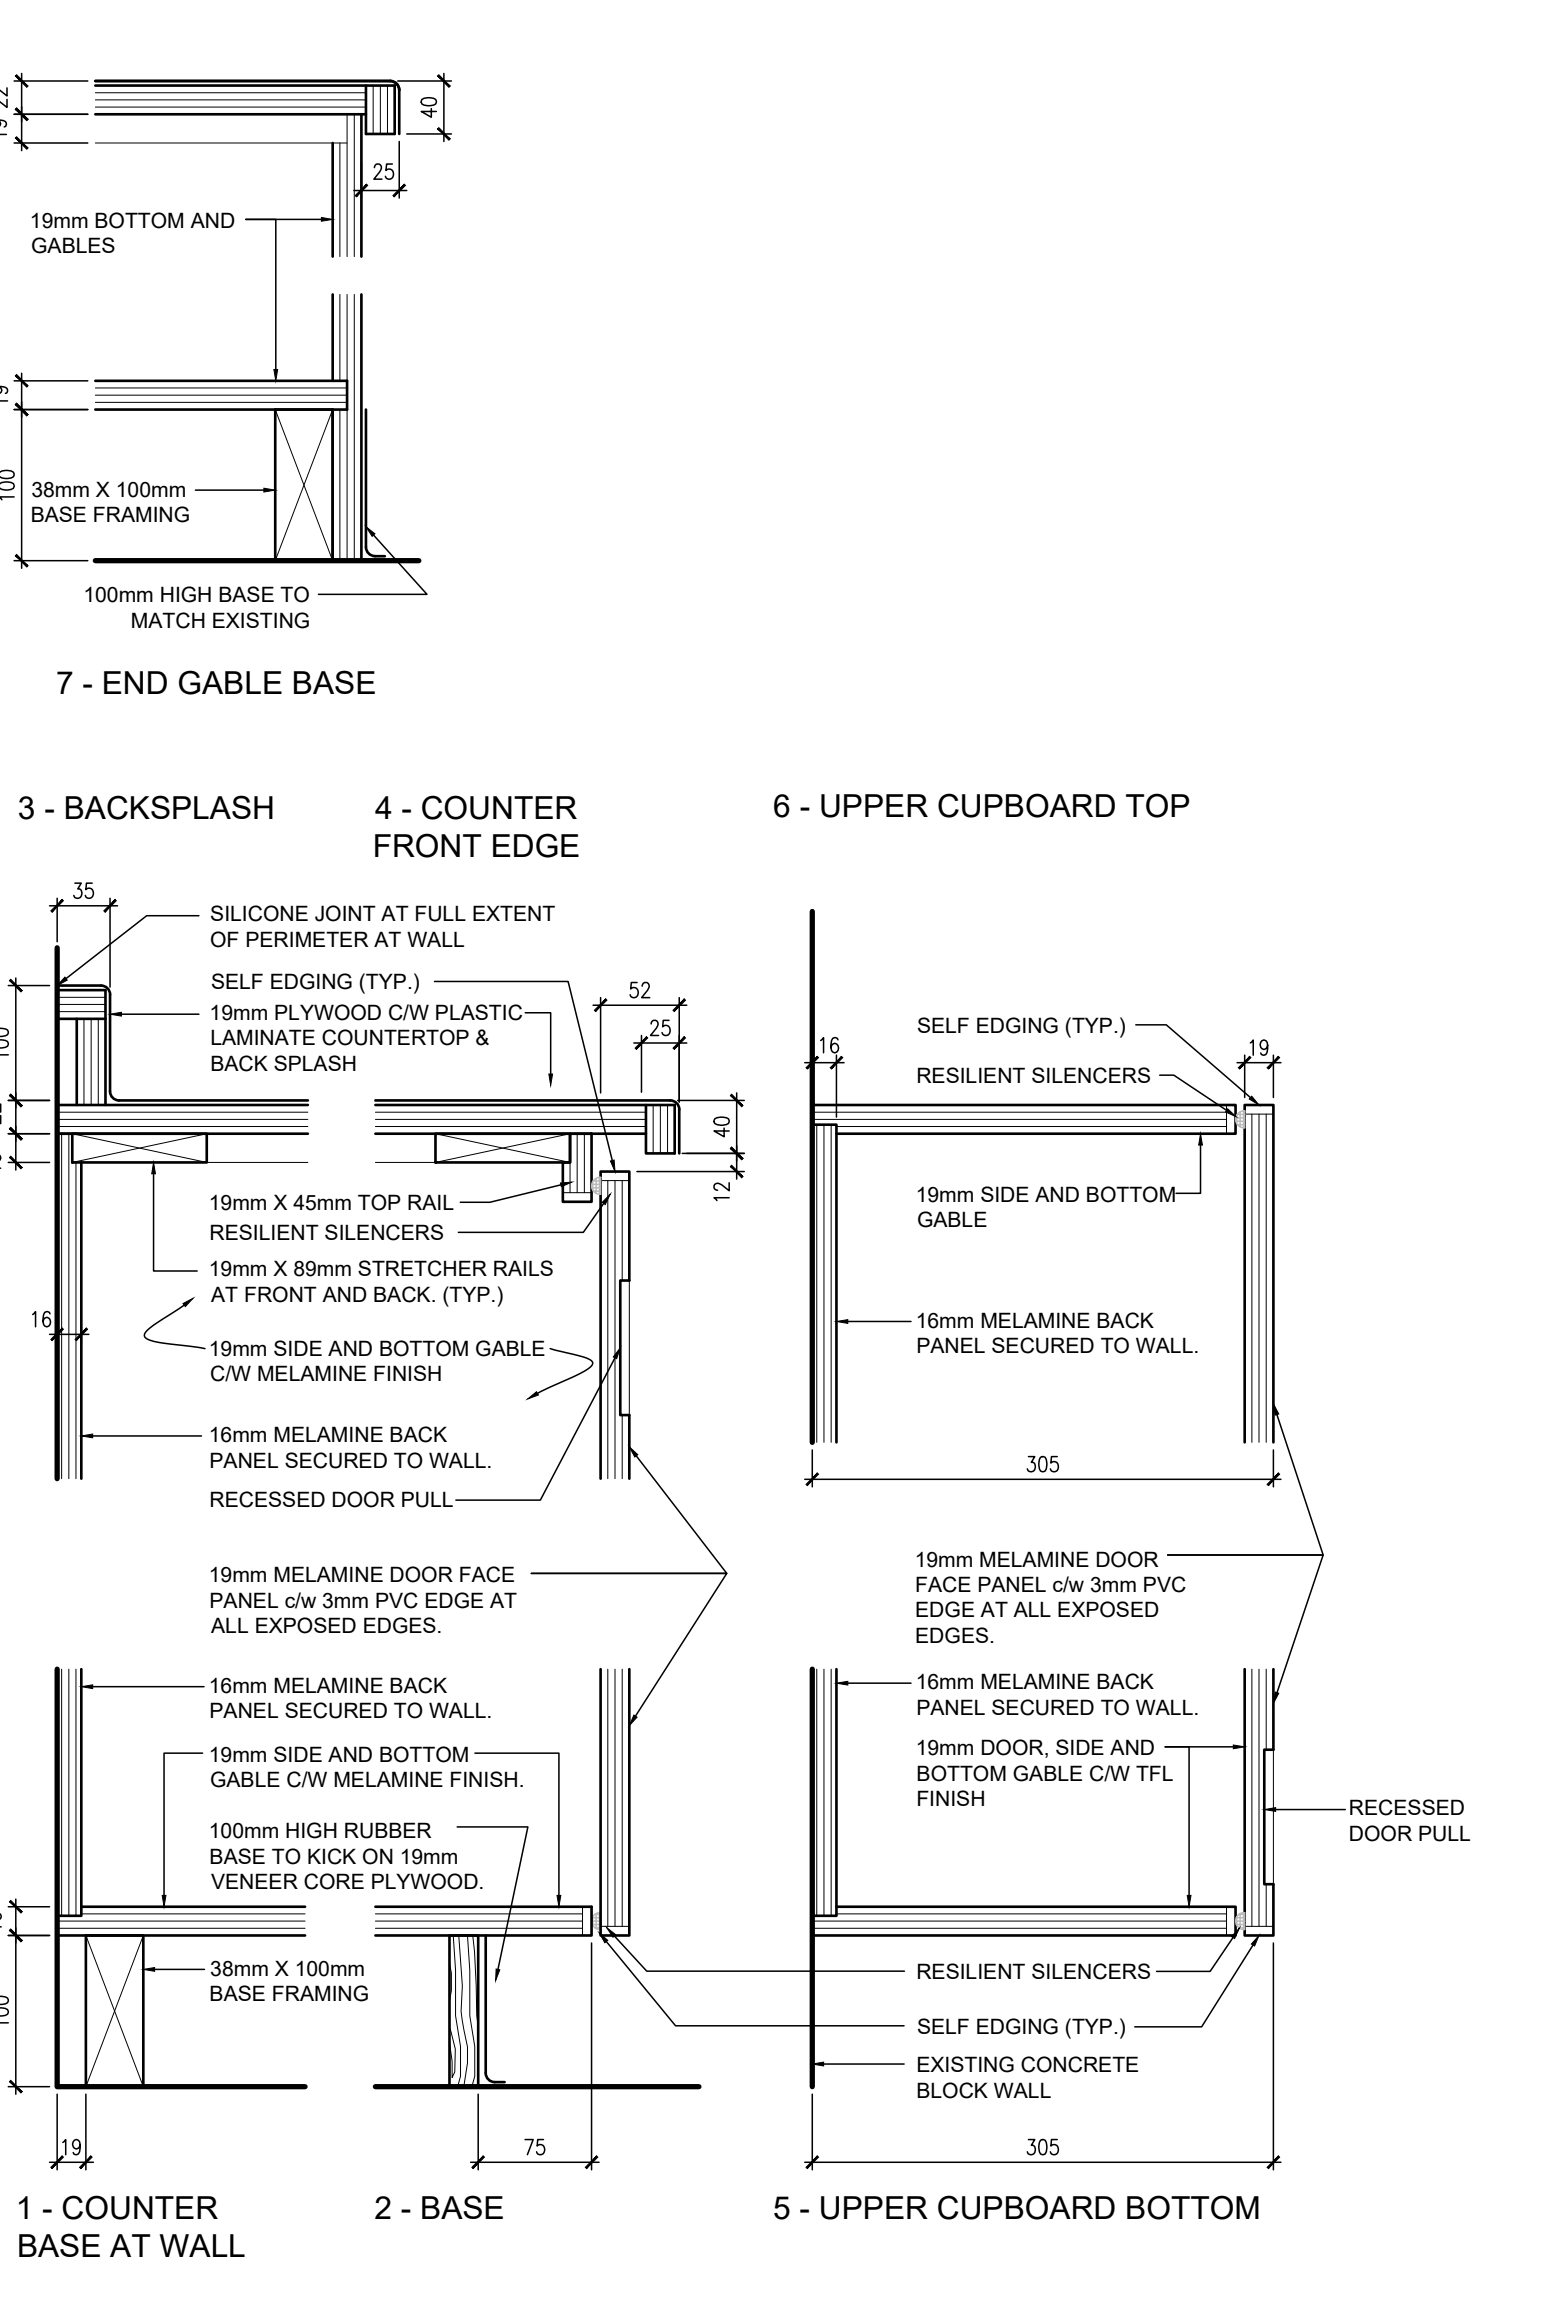 22
19
40
25
19mm BOTTOM AND
GABLES
19
100
38mm X 100mm
BASE FRAMING
100mm HIGH BASE TO
MATCH EXISTING
7 - END GABLE BASE
3 - BACKSPLASH
4 - COUNTER
FRONT EDGE
6 - UPPER CUPBOARD TOP
35
SILICONE JOINT AT FULL EXTENT
OF PERIMETER AT WALL
SELF EDGING (TYP.)
19mm PLYWOOD C/W PLASTIC
LAMINATE COUNTERTOP &
BACK SPLASH
52
25
100
40
12
19mm X 45mm TOP RAIL
RESILIENT SILENCERS
19mm X 89mm STRETCHER RAILS
AT FRONT AND BACK. (TYP.)
16
19mm SIDE AND BOTTOM GABLE
C/W MELAMINE FINISH
16mm MELAMINE BACK
PANEL SECURED TO WALL.
RECESSED DOOR PULL
19mm MELAMINE DOOR FACE
PANEL c/w 3mm PVC EDGE AT
ALL EXPOSED EDGES.
16mm MELAMINE BACK
PANEL SECURED TO WALL.
19mm SIDE AND BOTTOM
GABLE C/W MELAMINE FINISH.
100mm HIGH RUBBER
BASE TO KICK ON 19mm
VENEER CORE PLYWOOD.
38mm X 100mm
BASE FRAMING
100
19
75
1 - COUNTER
BASE AT WALL
2 - BASE
SELF EDGING (TYP.)
16
19
RESILIENT SILENCERS
19mm SIDE AND BOTTOM
GABLE
16mm MELAMINE BACK
PANEL SECURED TO WALL.
305
19mm MELAMINE DOOR
FACE PANEL c/w 3mm PVC
EDGE AT ALL EXPOSED
EDGES.
16mm MELAMINE BACK
PANEL SECURED TO WALL.
19mm DOOR, SIDE AND
BOTTOM GABLE C/W TFL
FINISH
RECESSED
DOOR PULL
RESILIENT SILENCERS
SELF EDGING (TYP.)
EXISTING CONCRETE
BLOCK WALL
305
5 - UPPER CUPBOARD BOTTOM